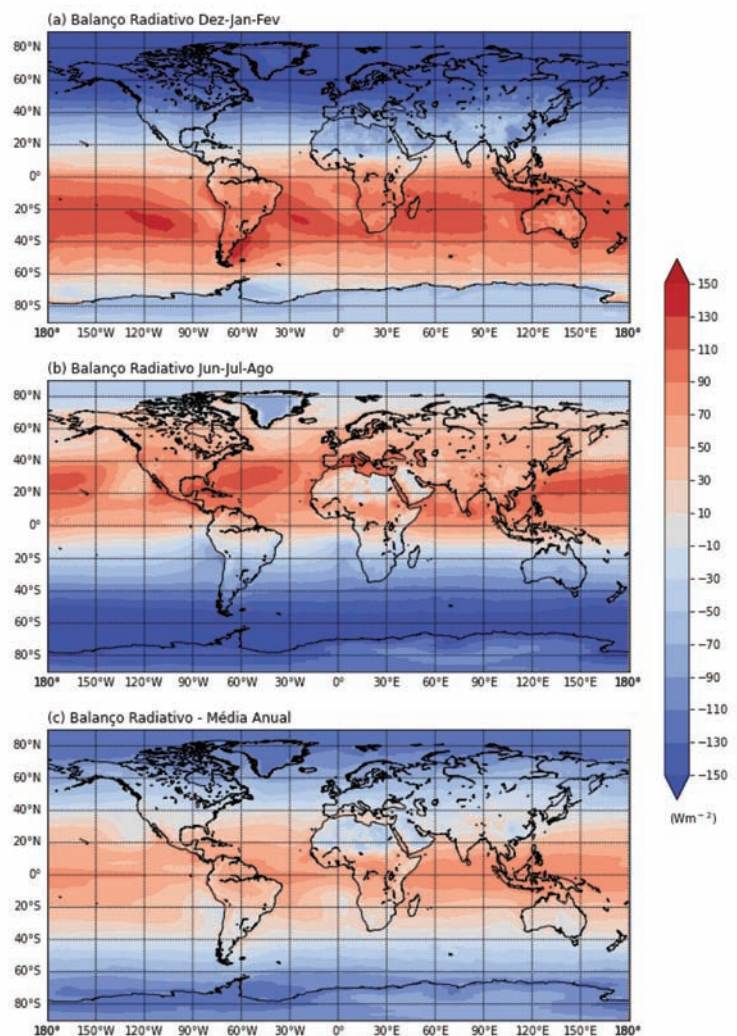 (a) Balanço Radiativo Dez-Jan-Fev
80°N
60°N
40°N
20°N
0°
20°S
40°S
60°S
80°S
180° 150°W 120°W 90°W 60°W 30°W 0° 30°E 60°E 90°E 120°E 150°E 180°
(b) Balanço Radiativo Jun-Jul-Ago
80°N
60°N
40°N
20°N
0°
20°S
40°S
60°S
80°S
180° 150°W 120°W 90°W 60°W 30°W 0° 30°E 60°E 90°E 120°E 150°E 180°
(c) Balanço Radiativo - Média Anual
80°N
60°N
40°N
20°N
0°
20°S
40°S
60°S
80°S
180° 150°W 120°W 90°W 60°W 30°W 0° 30°E 60°E 90°E 120°E 150°E 180°
150
130
110
90
70
50
30
10
−10
−30
−50
−70
−90
−110
−130
−150
(Wm⁻²)